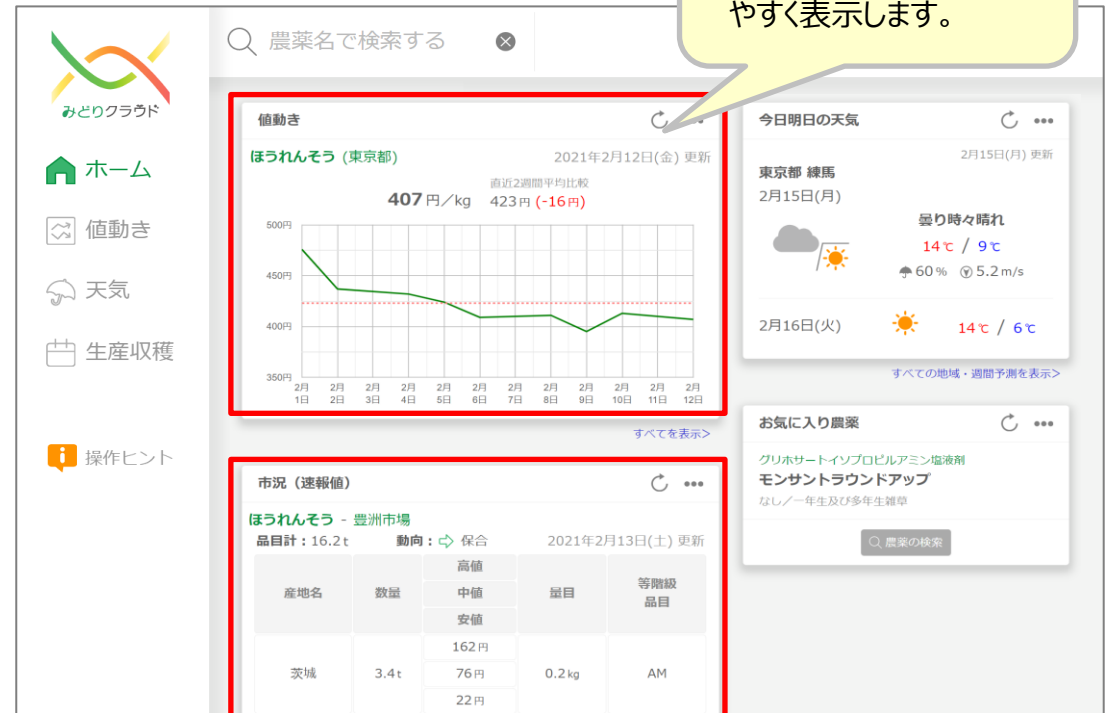 やすく表示します。
農薬名で検索する
みどりクラウド
ホーム
値動き
天気
生産収穫
操作ヒント
値動き
ほうれんそう (東京都)
2021年2月12日(金) 更新
直近2週間平均比較
407 円/kg 423円 (-16円)
500円
450円
400円
350円
2月 2月 2月 2月 2月 2月 2月 2月 2月 2月 2月 2月
1日 2日 3日 4日 5日 6日 7日 8日 9日 10日 11日 12日
すべてを表示>
市況（速報値）
ほうれんそう - 豊洲市場
品目計：16.2t 動向： 保合 2021年2月13日(土) 更新
産地名 数量 高値 中値 安値 量目 等階級 品目
162円
茨城 3.4t 76円 0.2kg AM
22円
今日明日の天気
2月15日(月) 更新
東京都 練馬
2月15日(月)
曇り時々晴れ
14℃ / 9℃
60% 5.2m/s
2月16日(火) 14℃ / 6℃
すべての地域・週間予測を表示>
お気に入り農薬
グリホサートイソプロピルアミン塩液剤
モンサントラウンドアップ
なし/一年生及び多年生雑草
農薬の検索